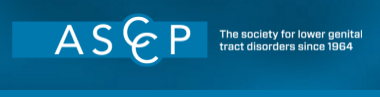 ASCCP
The society for lower genital
tract disorders since 1964